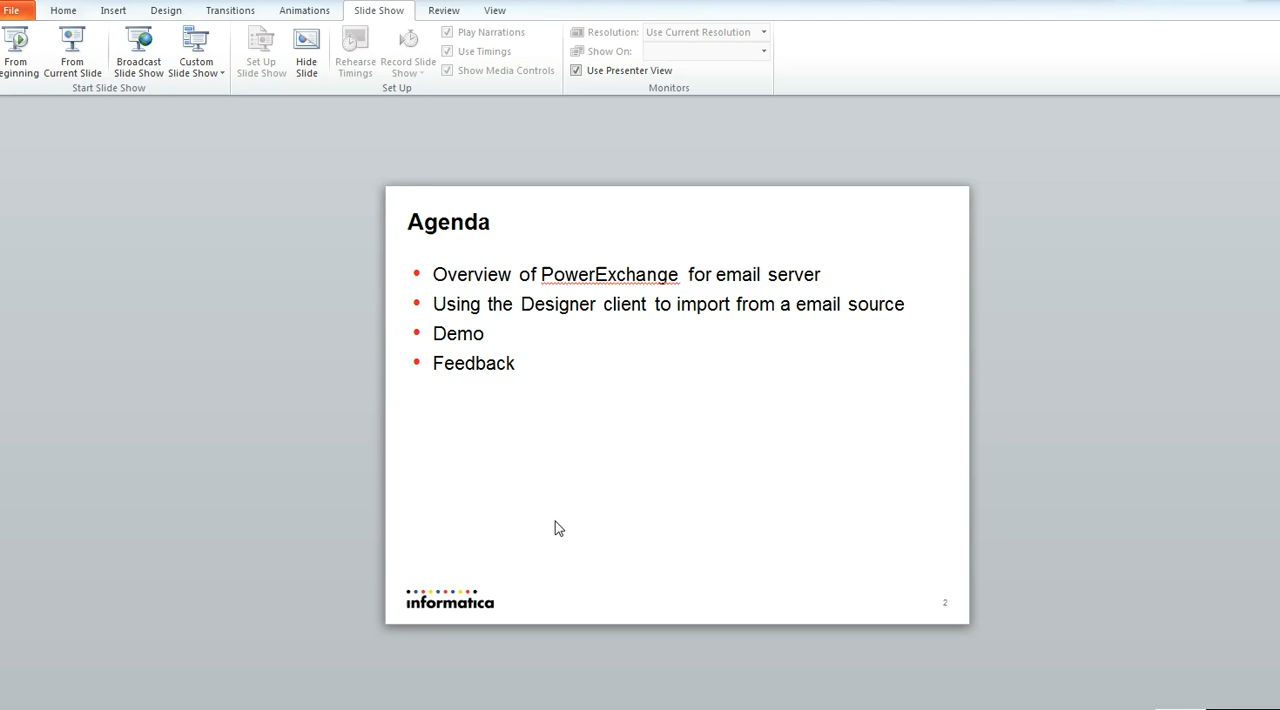 File Home Insert Design Transitions Animations Slide Show Review View
From Beginning
From Current Slide
Broadcast Slide Show
Custom Slide Show
Set Up Slide Show
Hide Slide
Rehearse Timings
Record Slide Show
Play Narrations
Use Timings
Show Media Controls
Resolution: Use Current Resolution
Show On:
Use Presenter View
Start Slide Show
Set Up
Monitors
Agenda
• Overview of PowerExchange for email server
• Using the Designer client to import from a email source
• Demo
• Feedback
informatica
2